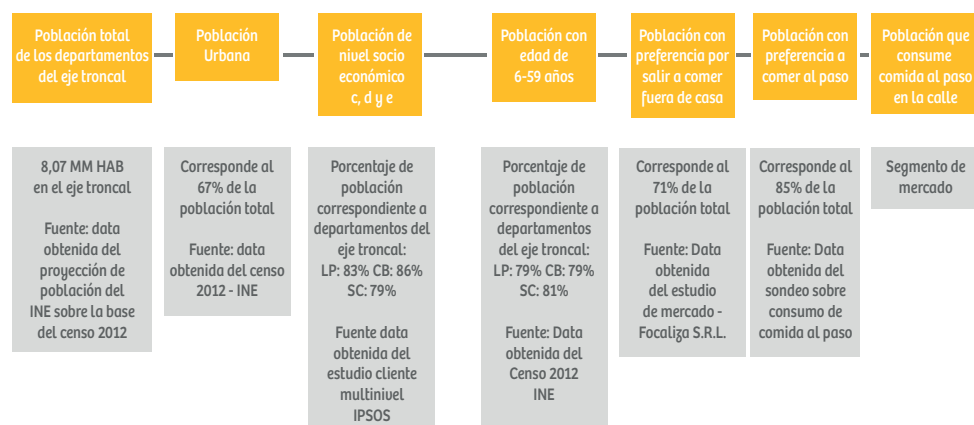 Población total
de los departamentos
del eje troncal
Población
Urbana
Población de
nivel socio
económico
c, d y e
Población con
edad de
6-59 años
Población con
preferencia por
salir a comer
fuera de casa
Población con
preferencia a
comer al paso
Población que
consume
comida al paso
en la calle
8,07 MM HAB
en el eje troncal
Fuente: data
obtenida del
proyección de
población del
INE sobre la base
del censo 2012
Corresponde al
67% de la
población total
Fuente: data
obtenida del censo
2012 - INE
Porcentaje de
población
correspondiente a
departamentos del
eje troncal:
LP: 83% CB: 86%
SC: 79%
Fuente data
obtenida del
estudio cliente
multinivel
IPSOS
Porcentaje de
población
correspondiente a
departamentos
del eje troncal:
LP: 79% CB: 79%
SC: 81%
Fuente: Data
obtenida del
Censo 2012
INE
Corresponde al
71% de la
población total
Fuente: Data
obtenida
del estudio
de mercado -
Focaliza S.R.L.
Corresponde al
85% de la
población total
Fuente: Data
obtenida del
sondeo sobre
consumo de
comida al paso
Segmento de
mercado